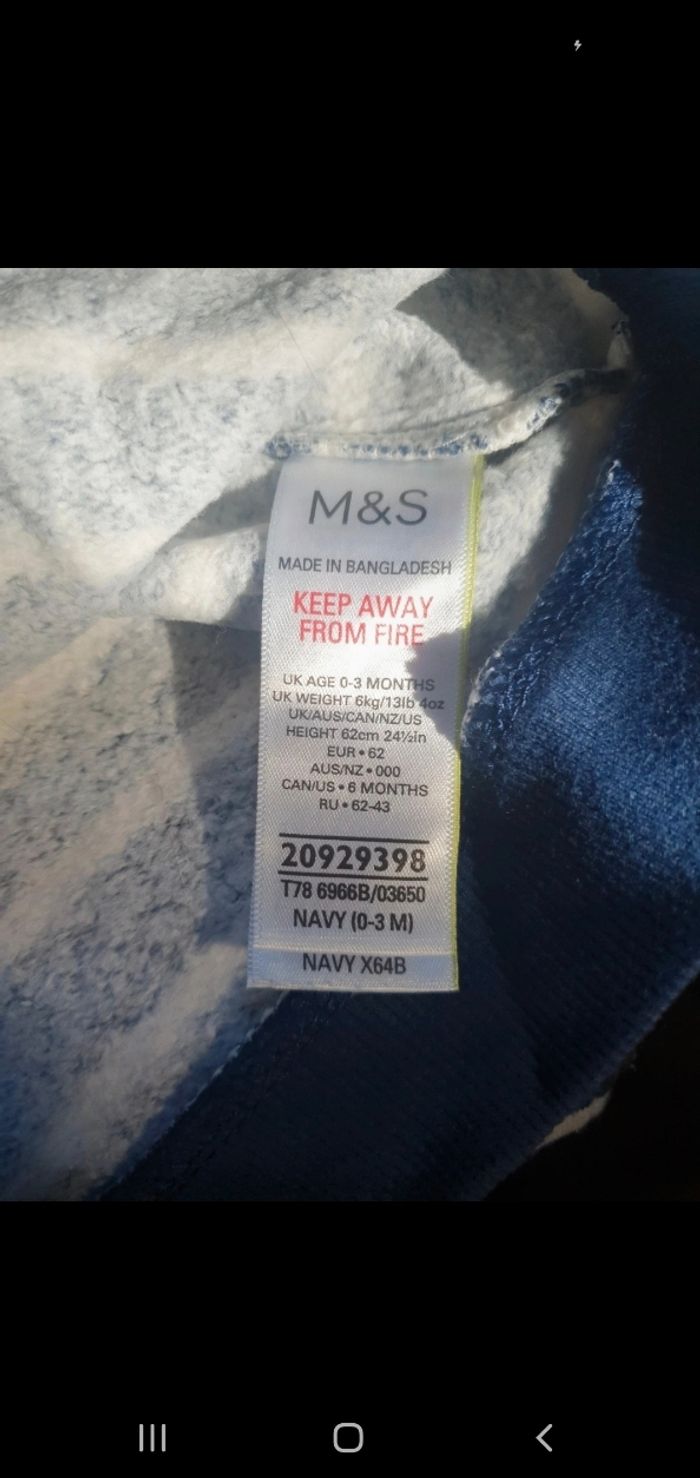 M&S
MADE IN BANGLADESH
KEEP AWAY
FROM FIRE
UK AGE 0-3 MONTHS
UK WEIGHT 6kg/13lb 4oz
UK/AUS/CAN/NZ/US
HEIGHT 62cm 24½in
EUR • 62
AUS/NZ • 000
CAN/US • 6 MONTHS
RU • 62-43
20929398
T78 6966B/03650
NAVY (0-3 M)
NAVY X64B